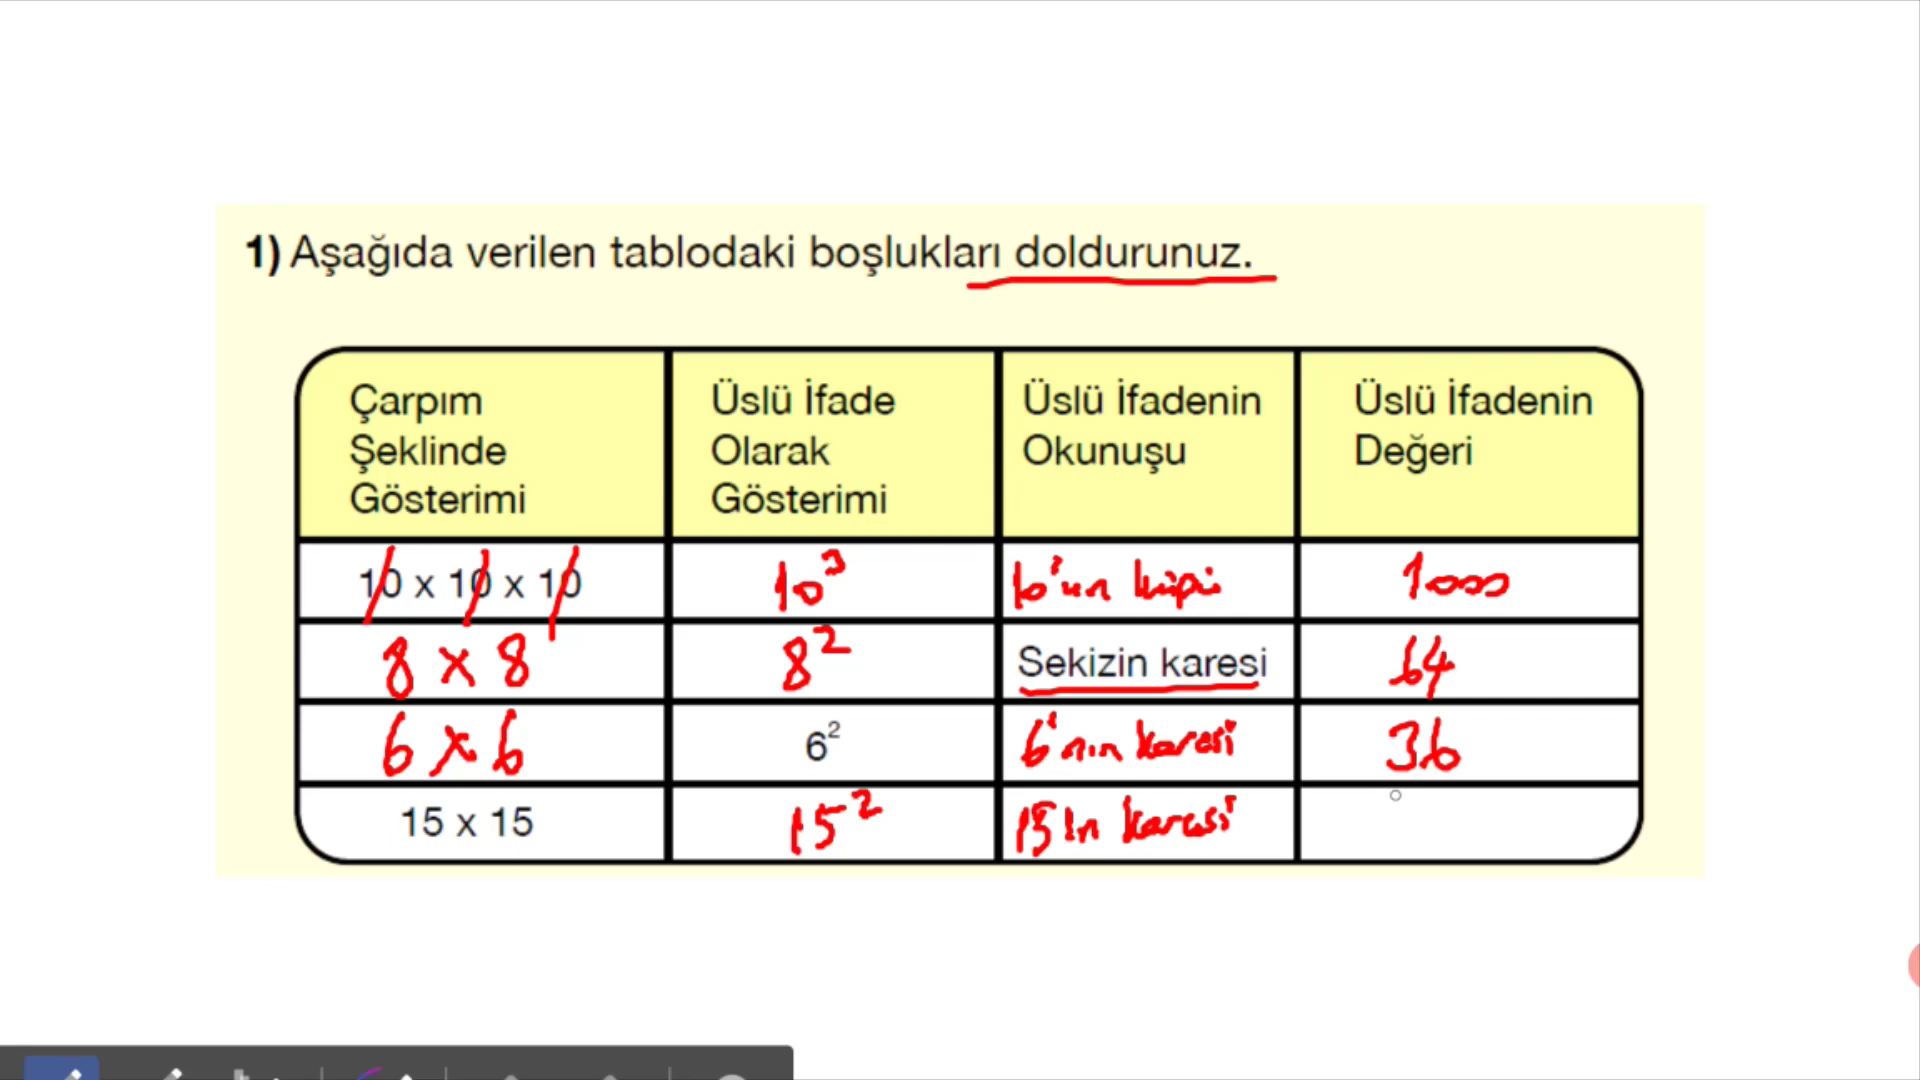 1) Aşağıda verilen tablodaki boşlukları doldurunuz.
Çarpım Şeklinde Gösterimi
Üslü İfade Olarak Gösterimi
Üslü İfadenin Okunuşu
Üslü İfadenin Değeri
10 x 10 x 10
10³
10'un küpü
1000
8 x 8
8²
Sekizin karesi
64
6 x 6
6²
6'nın karesi
36
15 x 15
15²
15'in karesi